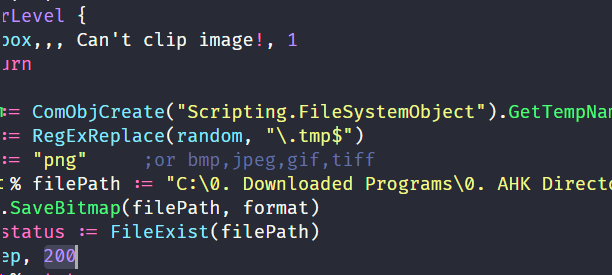 rLevel {
box,,, Can't clip image!, 1
urn
:= ComObjCreate("Scripting.FileSystemObject").GetTempNam
:= RegExReplace(random, "\.tmp$")
:= "png"     ;or bmp,jpeg,gif,tiff
% filePath := "C:\0. Downloaded Programs\0. AHK Directo
.SaveBitmap(filePath, format)
status := FileExist(filePath)
ep, 200